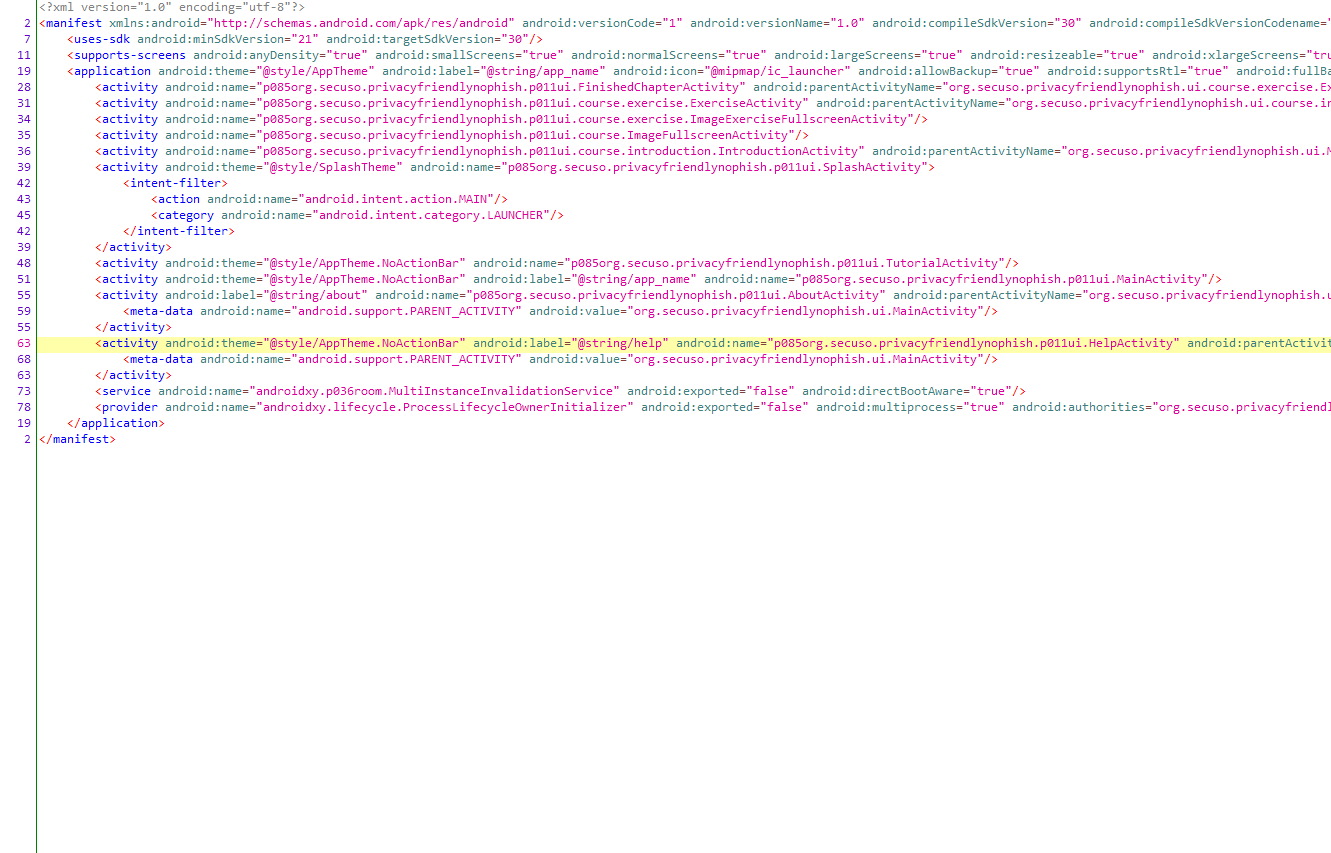 <?xml version="1.0" encoding="utf-8"?>
2 <manifest xmlns:android="http://schemas.android.com/apk/res/android" android:versionCode="1" android:versionName="1.0" android:compileSdkVersion="30" android:compileSdkVersionCodename="
7 <uses-sdk android:minSdkVersion="21" android:targetSdkVersion="30"/>
11 <supports-screens android:anyDensity="true" android:smallScreens="true" android:normalScreens="true" android:largeScreens="true" android:resizeable="true" android:xlargeScreens="tru
19 <application android:theme="@style/AppTheme" android:label="@string/app_name" android:icon="@mipmap/ic_launcher" android:allowBackup="true" android:supportsRtl="true" android:fullBa
28 <activity android:name="p085org.secuso.privacyfriendlynophish.p011ui.FinishedChapterActivity" android:parentActivityName="org.secuso.privacyfriendlynophish.ui.course.exercise.Ex
31 <activity android:name="p085org.secuso.privacyfriendlynophish.p011ui.course.exercise.ExerciseActivity" android:parentActivityName="org.secuso.privacyfriendlynophish.ui.course.in
34 <activity android:name="p085org.secuso.privacyfriendlynophish.p011ui.course.exercise.ImageExerciseFullscreenActivity"/>
35 <activity android:name="p085org.secuso.privacyfriendlynophish.p011ui.course.ImageFullscreenActivity"/>
36 <activity android:name="p085org.secuso.privacyfriendlynophish.p011ui.course.introduction.IntroductionActivity" android:parentActivityName="org.secuso.privacyfriendlynophish.ui.M
39 <activity android:theme="@style/SplashTheme" android:name="p085org.secuso.privacyfriendlynophish.p011ui.SplashActivity">
42 <intent-filter>
43 <action android:name="android.intent.action.MAIN"/>
45 <category android:name="android.intent.category.LAUNCHER"/>
42 </intent-filter>
39 </activity>
48 <activity android:theme="@style/AppTheme.NoActionBar" android:name="p085org.secuso.privacyfriendlynophish.p011ui.TutorialActivity"/>
51 <activity android:theme="@style/AppTheme.NoActionBar" android:label="@string/app_name" android:name="p085org.secuso.privacyfriendlynophish.p011ui.MainActivity"/>
55 <activity android:label="@string/about" android:name="p085org.secuso.privacyfriendlynophish.p011ui.AboutActivity" android:parentActivityName="org.secuso.privacyfriendlynophish.u
59 <meta-data android:name="android.support.PARENT_ACTIVITY" android:value="org.secuso.privacyfriendlynophish.ui.MainActivity"/>
55 </activity>
63 <activity android:theme="@style/AppTheme.NoActionBar" android:label="@string/help" android:name="p085org.secuso.privacyfriendlynophish.p011ui.HelpActivity" android:parentActivit
68 <meta-data android:name="android.support.PARENT_ACTIVITY" android:value="org.secuso.privacyfriendlynophish.ui.MainActivity"/>
63 </activity>
73 <service android:name="androidxy.p036room.MultiInstanceInvalidationService" android:exported="false" android:directBootAware="true"/>
78 <provider android:name="androidxy.lifecycle.ProcessLifecycleOwnerInitializer" android:exported="false" android:multiprocess="true" android:authorities="org.secuso.privacyfriendl
19 </application>
2 </manifest>